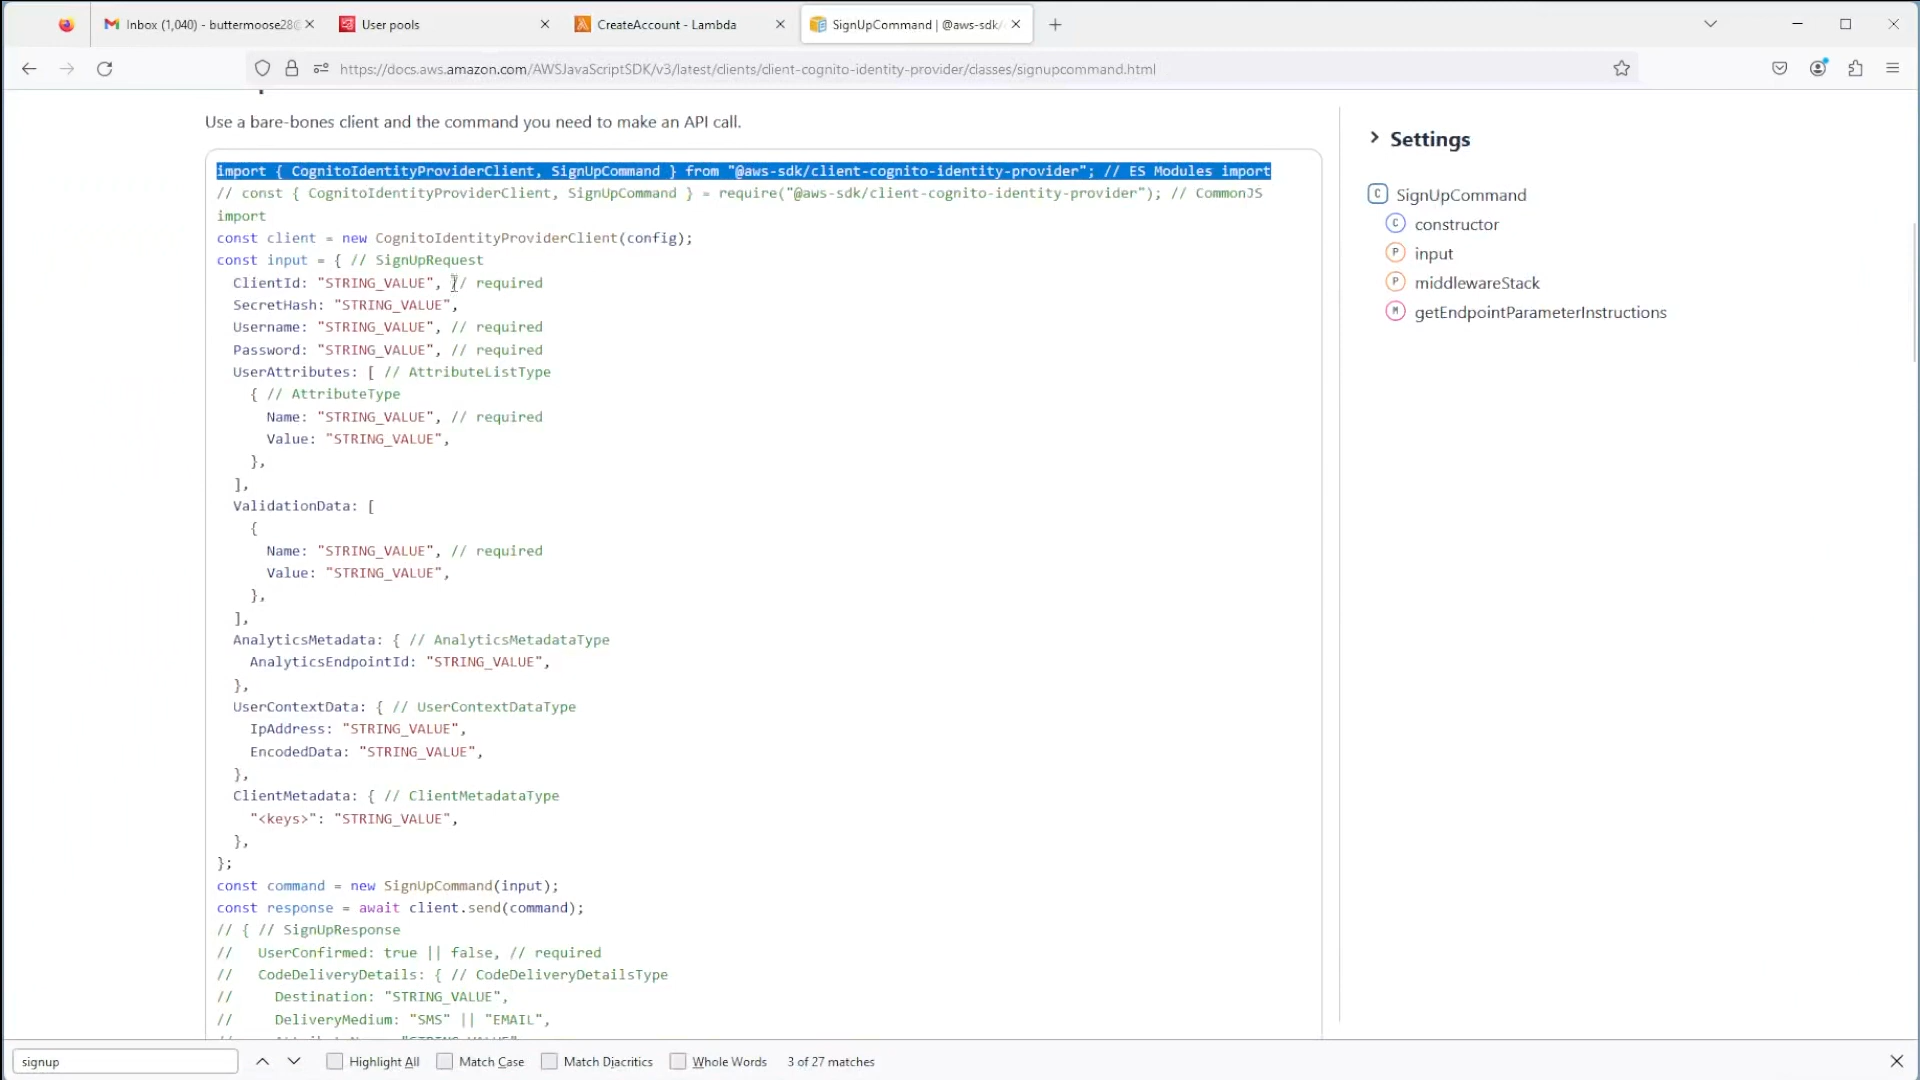 Inbox (1,040) - buttermoose28@
User pools
CreateAccount - Lambda
SignUpCommand | @aws-sdk/
https://docs.aws.amazon.com/AWSJavaScriptSDK/v3/latest/clients/client-cognito-identity-provider/classes/signupcommand.html
Use a bare-bones client and the command you need to make an API call.
import { CognitoIdentityProviderClient, SignUpCommand } from "@aws-sdk/client-cognito-identity-provider"; // ES Modules import
// const { CognitoIdentityProviderClient, SignUpCommand } = require("@aws-sdk/client-cognito-identity-provider"); // CommonJS
import
const client = new CognitoIdentityProviderClient(config);
const input = { // SignUpRequest
ClientId: "STRING_VALUE", // required
SecretHash: "STRING_VALUE",
Username: "STRING_VALUE", // required
Password: "STRING_VALUE", // required
UserAttributes: [ // AttributeListType
{ // AttributeType
Name: "STRING_VALUE", // required
Value: "STRING_VALUE",
},
],
ValidationData: [
{
Name: "STRING_VALUE", // required
Value: "STRING_VALUE",
},
],
AnalyticsMetadata: { // AnalyticsMetadataType
AnalyticsEndpointId: "STRING_VALUE",
},
UserContextData: { // UserContextDataType
IpAddress: "STRING_VALUE",
EncodedData: "STRING_VALUE",
},
ClientMetadata: { // ClientMetadataType
"<keys>": "STRING_VALUE",
},
};
const command = new SignUpCommand(input);
const response = await client.send(command);
// { // SignUpResponse
// UserConfirmed: true || false, // required
// CodeDeliveryDetails: { // CodeDeliveryDetailsType
// Destination: "STRING_VALUE",
// DeliveryMedium: "SMS" || "EMAIL",
Settings
C SignUpCommand
C constructor
P input
P middlewareStack
M getEndpointParameterInstructions
signup
Highlight All
Match Case
Match Diacritics
Whole Words
3 of 27 matches